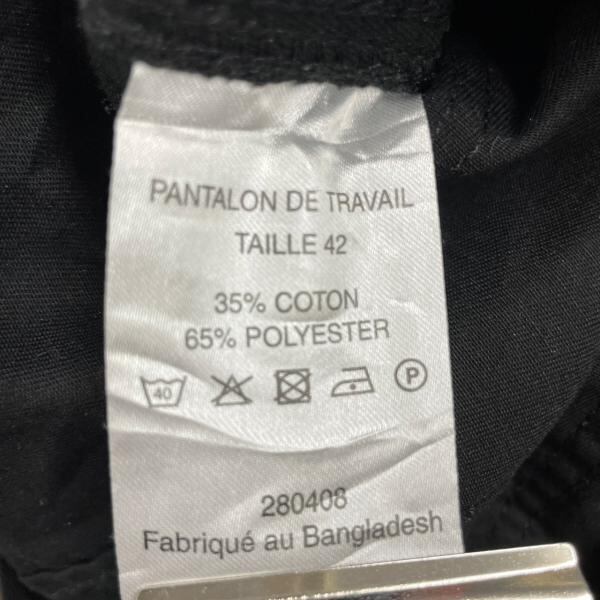 PANTALON DE TRAVAIL
TAILLE 42
35% COTON
65% POLYESTER
40
P
280408
Fabriqué au Bangladesh